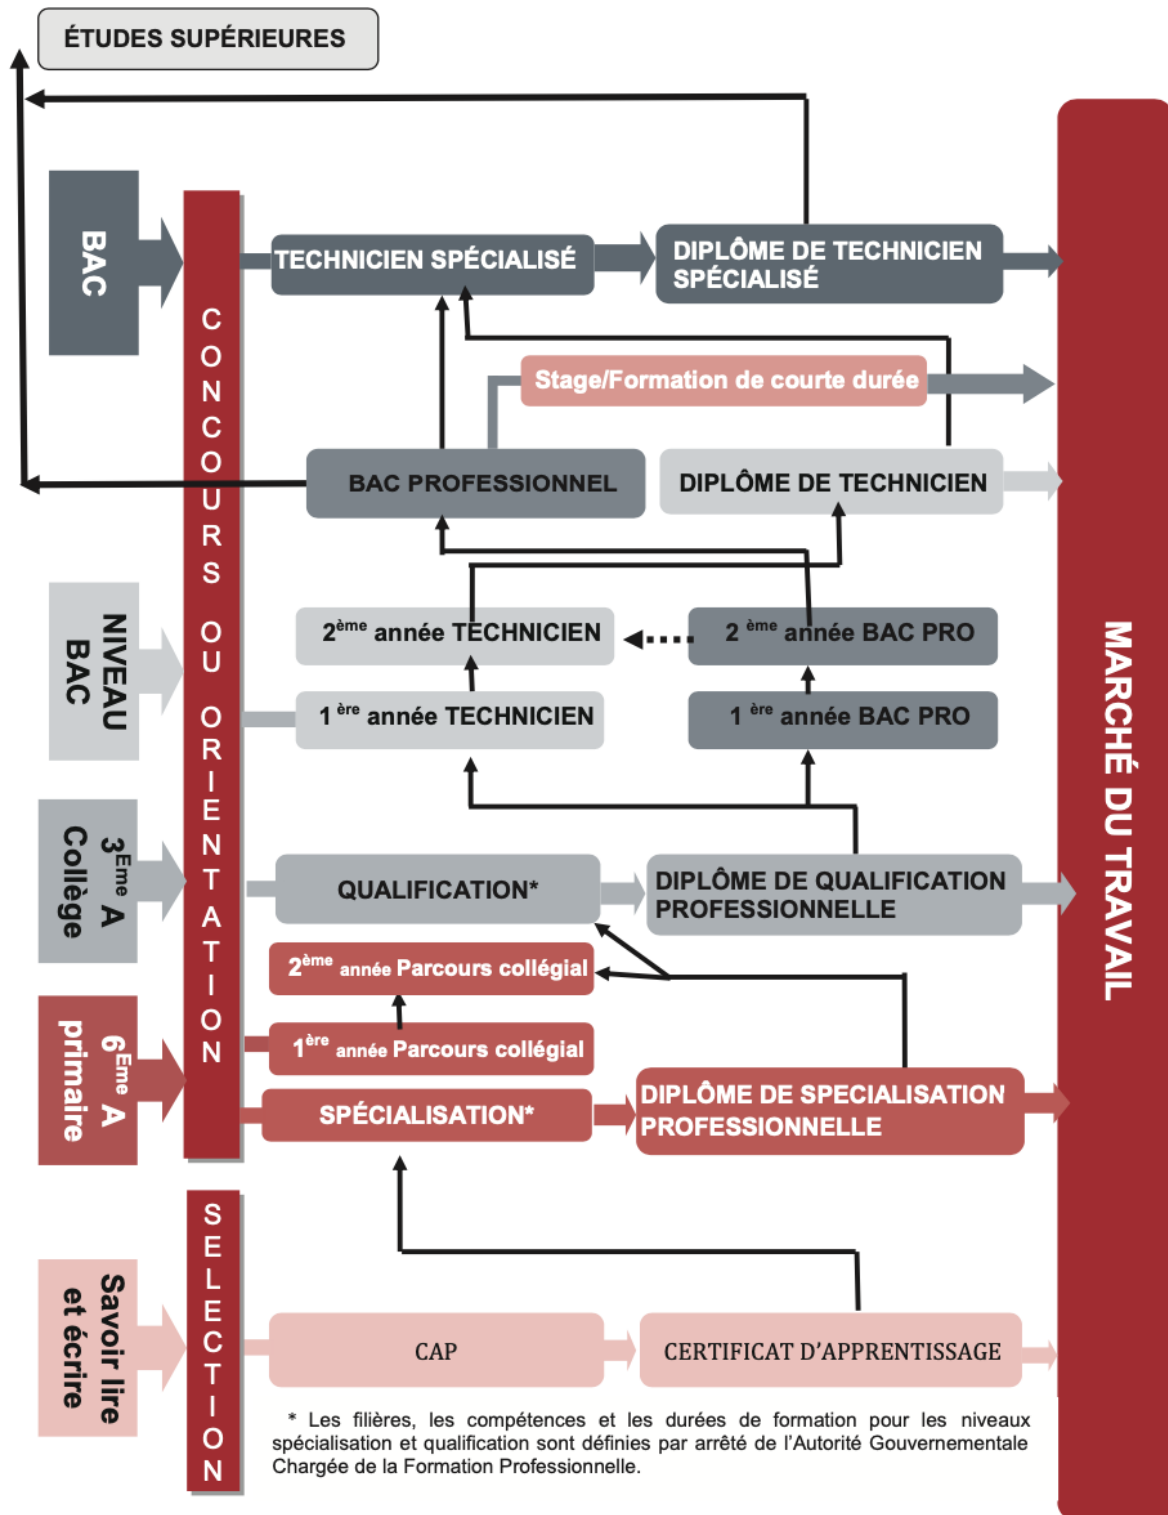 ÉTUDES SUPÉRIEURES
BAC
CONCOURS OU ORIENTATION
TECHNICIEN SPÉCIALISÉ
DIPLÔME DE TECHNICIEN
SPÉCIALISÉ
Stage/Formation de courte durée
BAC PROFESSIONNEL
DIPLÔME DE TECHNICIEN
NIVEAU
BAC
2ème année TECHNICIEN
2 ème année BAC PRO
1 ère année TECHNICIEN
1 ère année BAC PRO
MARCHÉ DU TRAVAIL
3Eme A
Collège
QUALIFICATION*
DIPLÔME DE QUALIFICATION
PROFESSIONNELLE
2ème année Parcours collégial
6Eme A
primaire
1ère année Parcours collégial
SPÉCIALISATION*
DIPLÔME DE SPECIALISATION
PROFESSIONNELLE
SELECTION
Savoir lire
et écrire
CAP
CERTIFICAT D'APPRENTISSAGE
* Les filières, les compétences et les durées de formation pour les niveaux
spécialisation et qualification sont définies par arrêté de l'Autorité Gouvernementale
Chargée de la Formation Professionnelle.